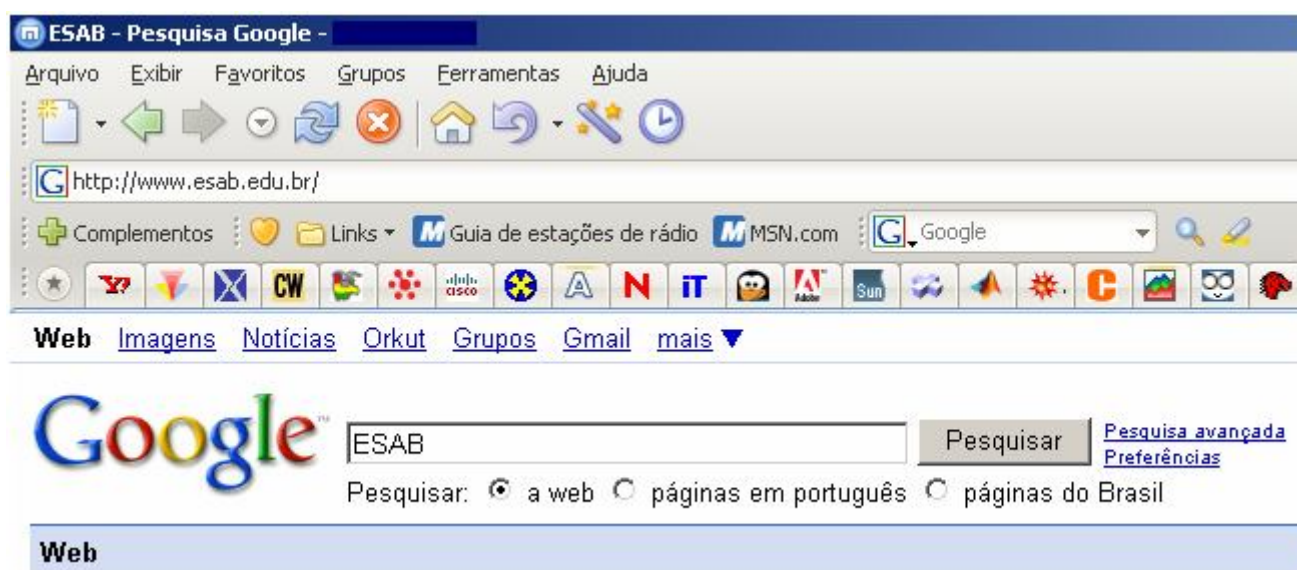 ESAB - Pesquisa Google -
Arquivo Exibir Favoritos Grupos Ferramentas Ajuda
http://www.esab.edu.br/
Complementos Links Guia de estações de rádio MSN.com Google
Y? X CW cisco A N iT Adobe Sun C
Web Imagens Notícias Orkut Grupos Gmail mais
Google™ ESAB Pesquisar Pesquisa avançada
Preferências
Pesquisar: a web páginas em português páginas do Brasil
Web